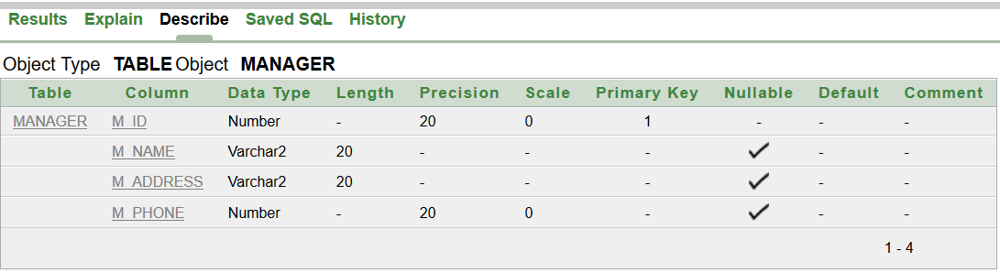 Results Explain Describe Saved SQL History
Object Type TABLE Object MANAGER
Table Column Data Type Length Precision Scale Primary Key Nullable Default Comment
MANAGER M_ID Number - 20 0 1 - - -
M_NAME Varchar2 20 - - - - -
M_ADDRESS Varchar2 20 - - - - -
M_PHONE Number - 20 0 - - -
1 - 4